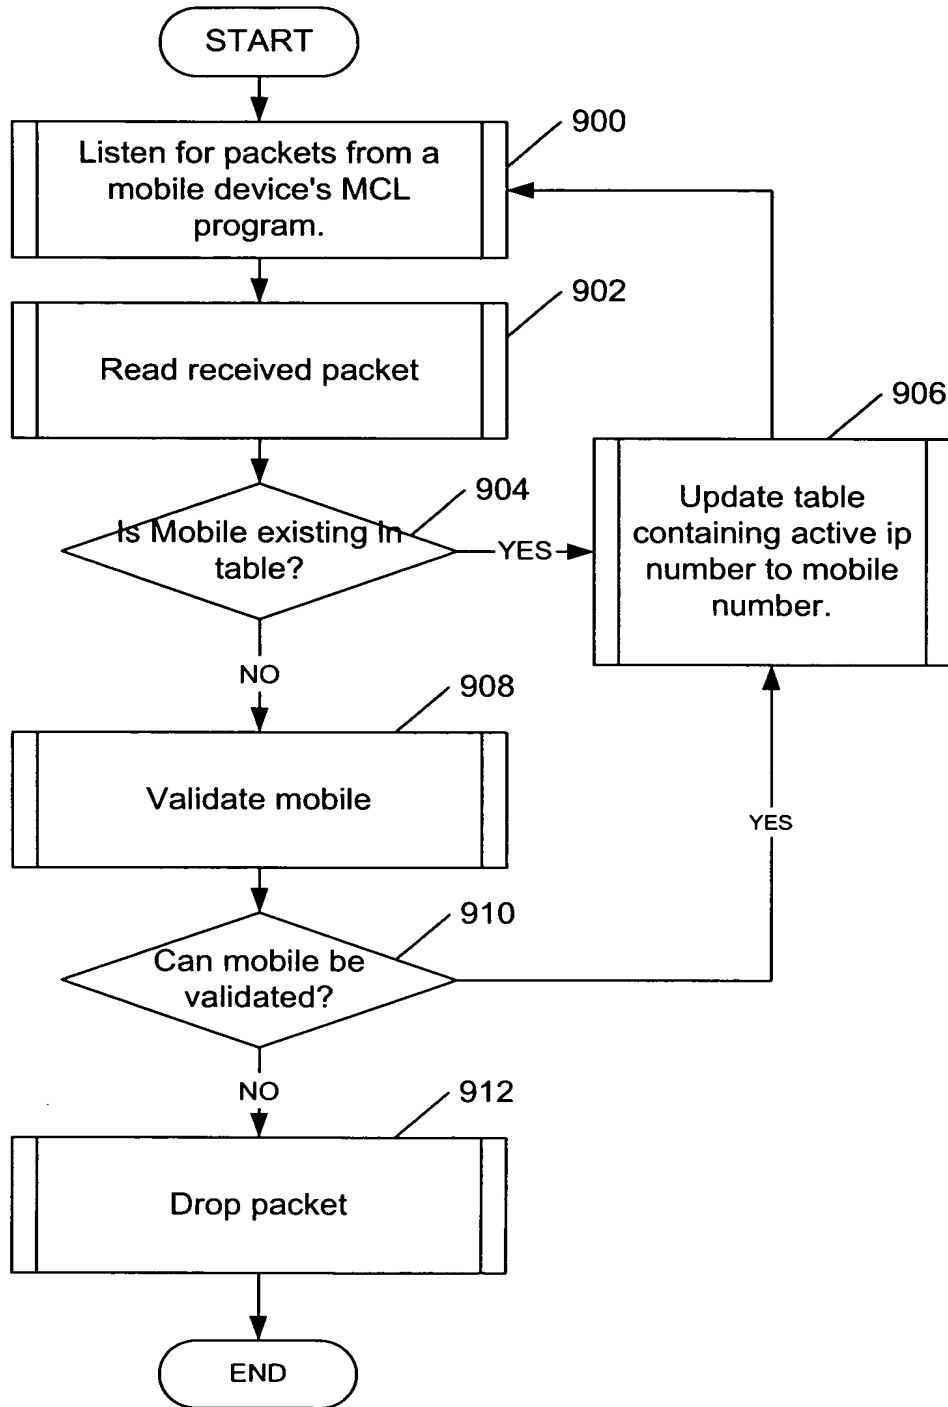 START
900
Listen for packets from a
mobile device's MCL
program.
902
Read received packet
906
904
Is Mobile existing in
table?
YES
Update table
containing active ip
number to mobile
number.
NO
908
Validate mobile
YES
910
Can mobile be
validated?
NO
912
Drop packet
END